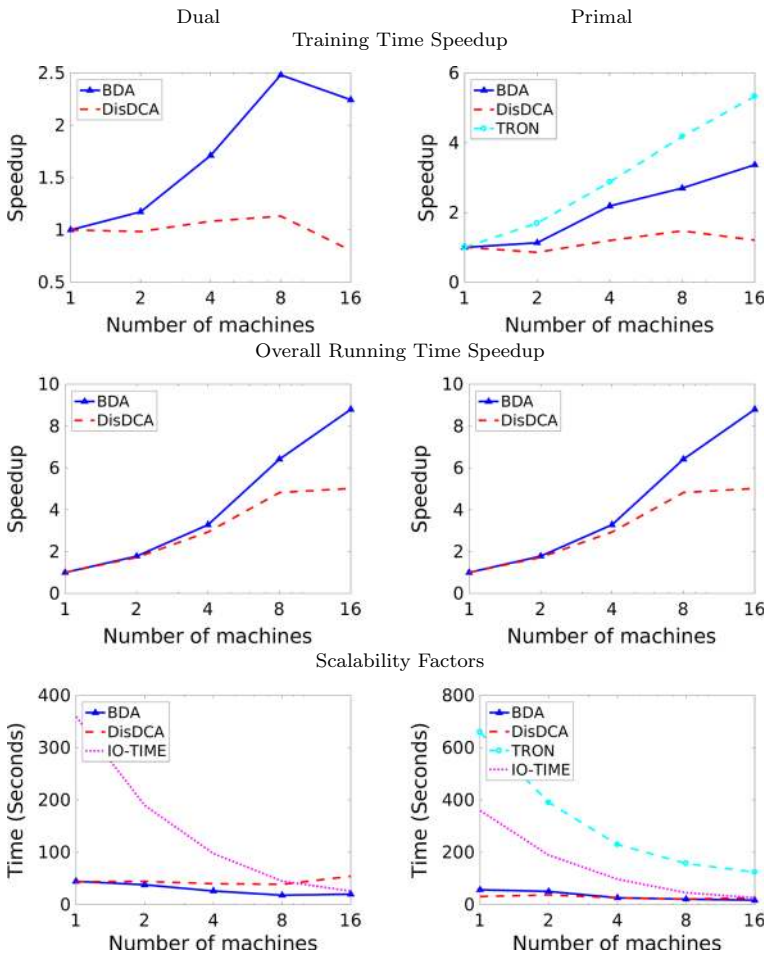 Dual Primal
Training Time Speedup
2.5
2
1.5
1
0.5
Speedup
BDA
DisDCA
1 2 4 8 16
Number of machines
6
4
2
0
Speedup
BDA
DisDCA
TRON
1 2 4 8 16
Number of machines
Overall Running Time Speedup
10
8
6
4
2
0
Speedup
BDA
DisDCA
1 2 4 8 16
Number of machines
10
8
6
4
2
0
Speedup
BDA
DisDCA
1 2 4 8 16
Number of machines
Scalability Factors
400
300
200
100
0
Time (Seconds)
BDA
DisDCA
IO-TIME
1 2 4 8 16
Number of machines
800
600
400
200
0
Time (Seconds)
BDA
DisDCA
TRON
IO-TIME
1 2 4 8 16
Number of machines